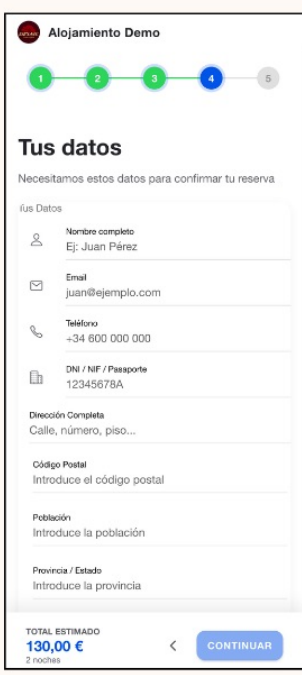 Alojamiento Demo
1 2 3 4 5
Tus datos
Necesitamos estos datos para confirmar tu reserva
Tus Datos
Nombre completo
Ej: Juan Pérez
Email
juan@ejemplo.com
Teléfono
+34 600 000 000
DNI / NIF / Pasaporte
12345678A
Dirección Completa
Calle, número, piso...
Código Postal
Introduce el código postal
Población
Introduce la población
Provincia / Estado
Introduce la provincia
TOTAL ESTIMADO
130,00 €
2 noches
CONTINUAR